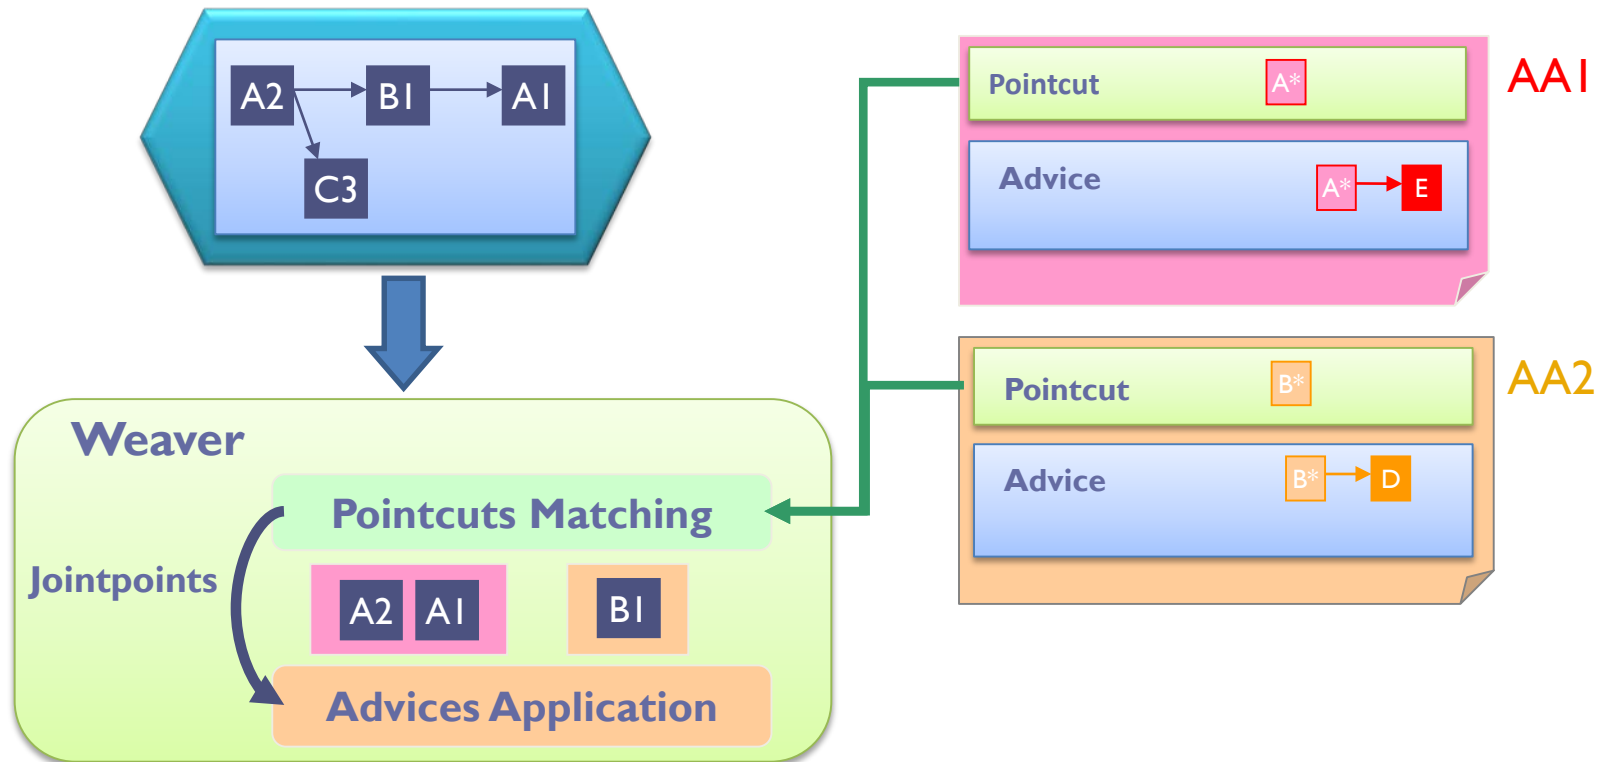 A2 B1 A1
C3
Pointcut A*
AA1
Advice
A* E
Pointcut B*
AA2
Advice
B* D
Weaver
Pointcuts Matching
Jointpoints
A2 A1 B1
Advices Application